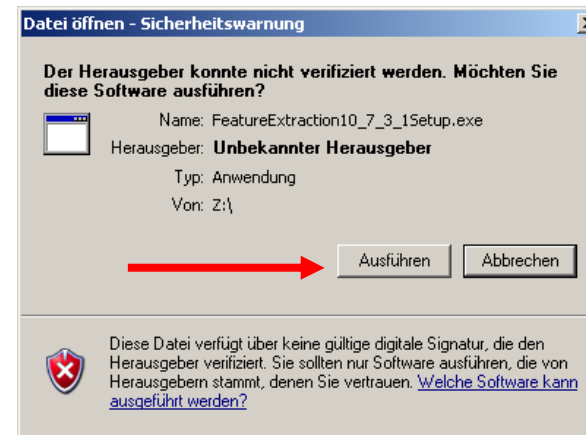 Datei öffnen - Sicherheitswarnung
Der Herausgeber konnte nicht verifiziert werden. Möchten Sie
diese Software ausführen?
Name: FeatureExtraction10_7_3_1Setup.exe
Herausgeber: Unbekannter Herausgeber
Typ: Anwendung
Von: Z:\
Ausführen Abbrechen
Diese Datei verfügt über keine gültige digitale Signatur, die den
Herausgeber verifiziert. Sie sollten nur Software ausführen, die von
Herausgebern stammt, denen Sie vertrauen. Welche Software kann
ausgeführt werden?